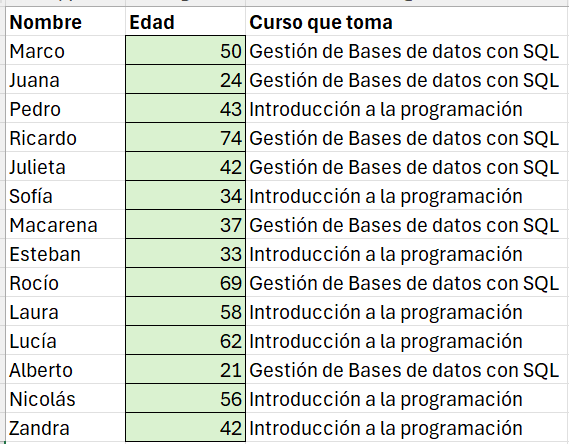 Nombre Edad Curso que toma
Marco 50 Gestión de Bases de datos con SQL
Juana 24 Gestión de Bases de datos con SQL
Pedro 43 Introducción a la programación
Ricardo 74 Gestión de Bases de datos con SQL
Julieta 42 Gestión de Bases de datos con SQL
Sofía 34 Introducción a la programación
Macarena 37 Gestión de Bases de datos con SQL
Esteban 33 Introducción a la programación
Rocío 69 Gestión de Bases de datos con SQL
Laura 58 Introducción a la programación
Lucía 62 Introducción a la programación
Alberto 21 Gestión de Bases de datos con SQL
Nicolás 56 Introducción a la programación
Zandra 42 Introducción a la programación